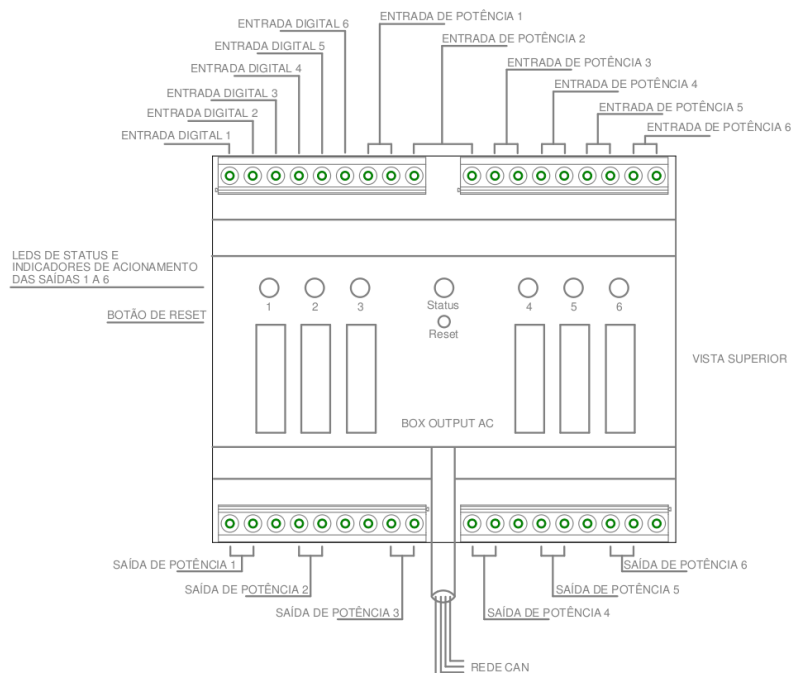 ENTRADA DE POTÊNCIA 1
ENTRADA DIGITAL 6
ENTRADA DE POTÊNCIA 2
ENTRADA DIGITAL 5
ENTRADA DE POTÊNCIA 3
ENTRADA DIGITAL 4
ENTRADA DE POTÊNCIA 4
ENTRADA DIGITAL 3
ENTRADA DE POTÊNCIA 5
ENTRADA DIGITAL 2
ENTRADA DE POTÊNCIA 6
ENTRADA DIGITAL 1
LEDS DE STATUS E
INDICADORES DE ACIONAMENTO
DAS SAÍDAS 1 A 6
1 2 3 Status 4 5 6
BOTÃO DE RESET
Reset
VISTA SUPERIOR
BOX OUTPUT AC
SAÍDA DE POTÊNCIA 1
SAÍDA DE POTÊNCIA 6
SAÍDA DE POTÊNCIA 2
SAÍDA DE POTÊNCIA 5
SAÍDA DE POTÊNCIA 3
SAÍDA DE POTÊNCIA 4
REDE CAN